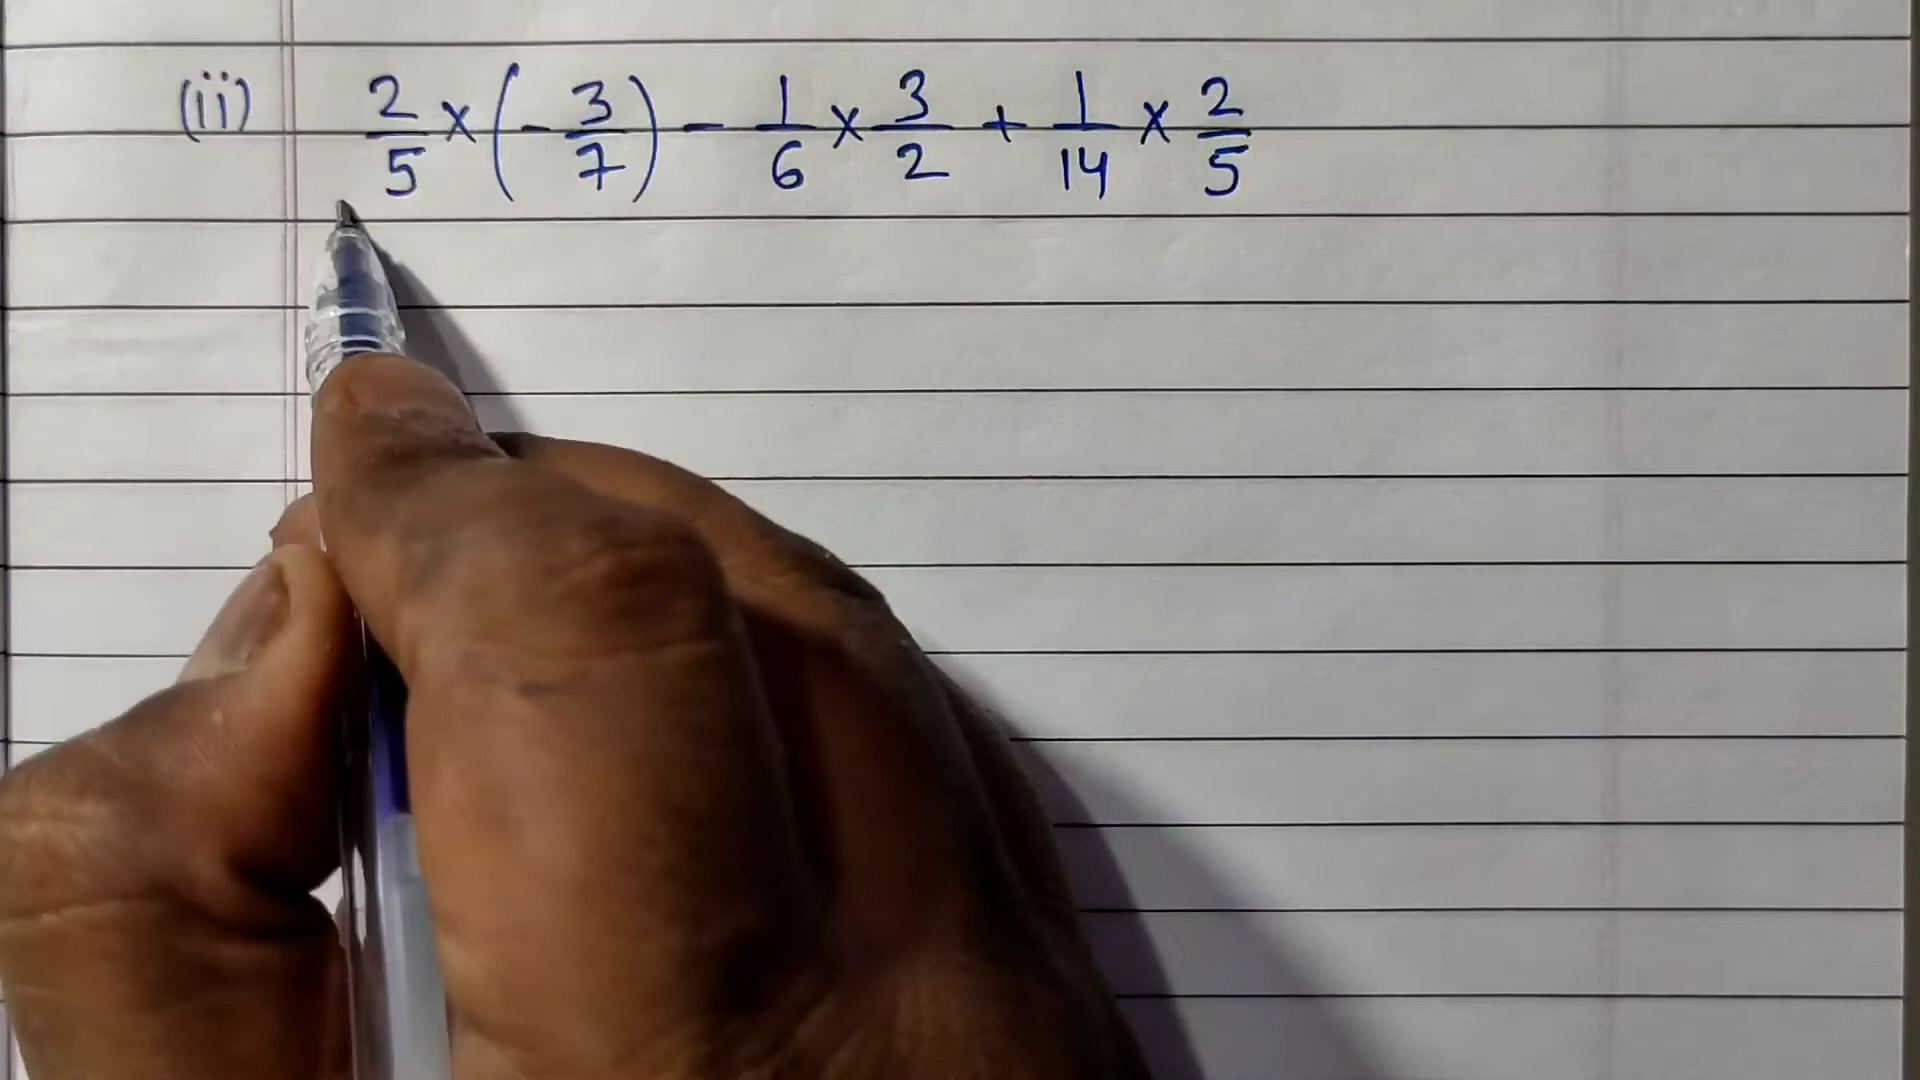 (ii) 2/5 × (- 3/7) - 1/6 × 3/2 + 1/14 × 2/5